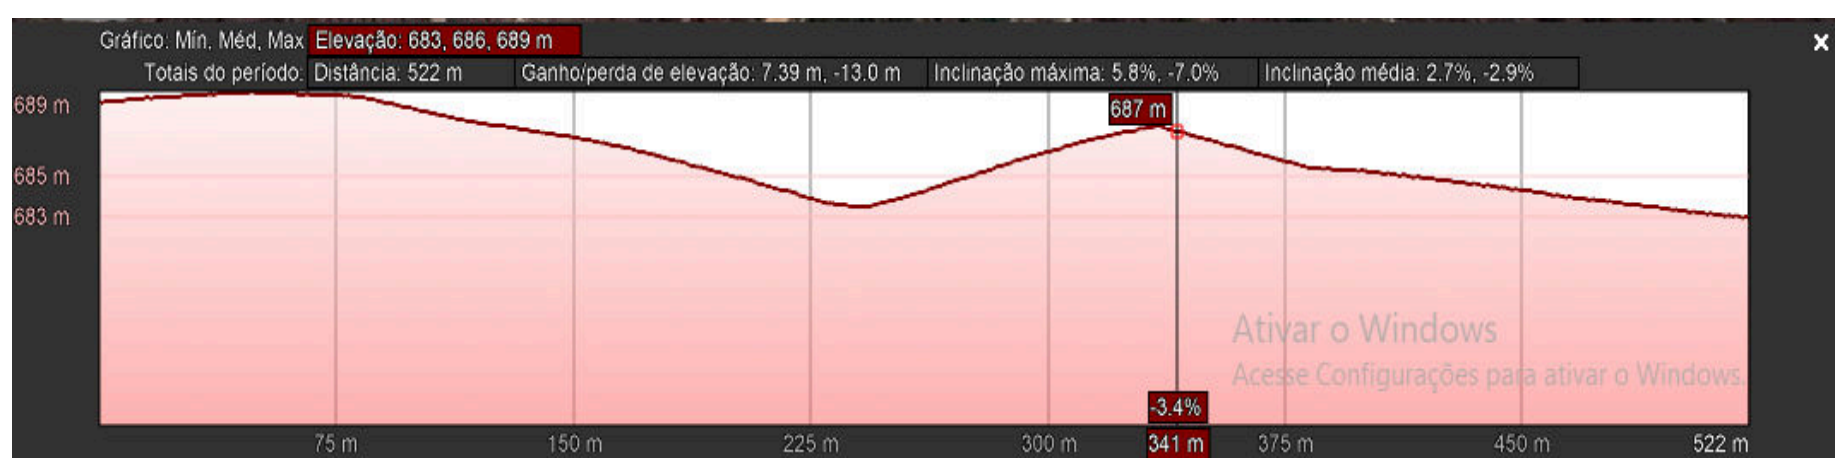 Gráfico: Mín, Méd, Max Elevação: 683, 686, 689 m
Totais do período: Distância: 522 m Ganho/perda de elevação: 7.39 m, -13.0 m Inclinação máxima: 5.8%, -7.0% Inclinação média: 2.7%, -2.9%
689 m
687 m
685 m
683 m
Ativar o Windows
Acesse Configurações para ativar o Windows.
-3.4%
75 m 150 m 225 m 300 m 341 m 375 m 450 m 522 m